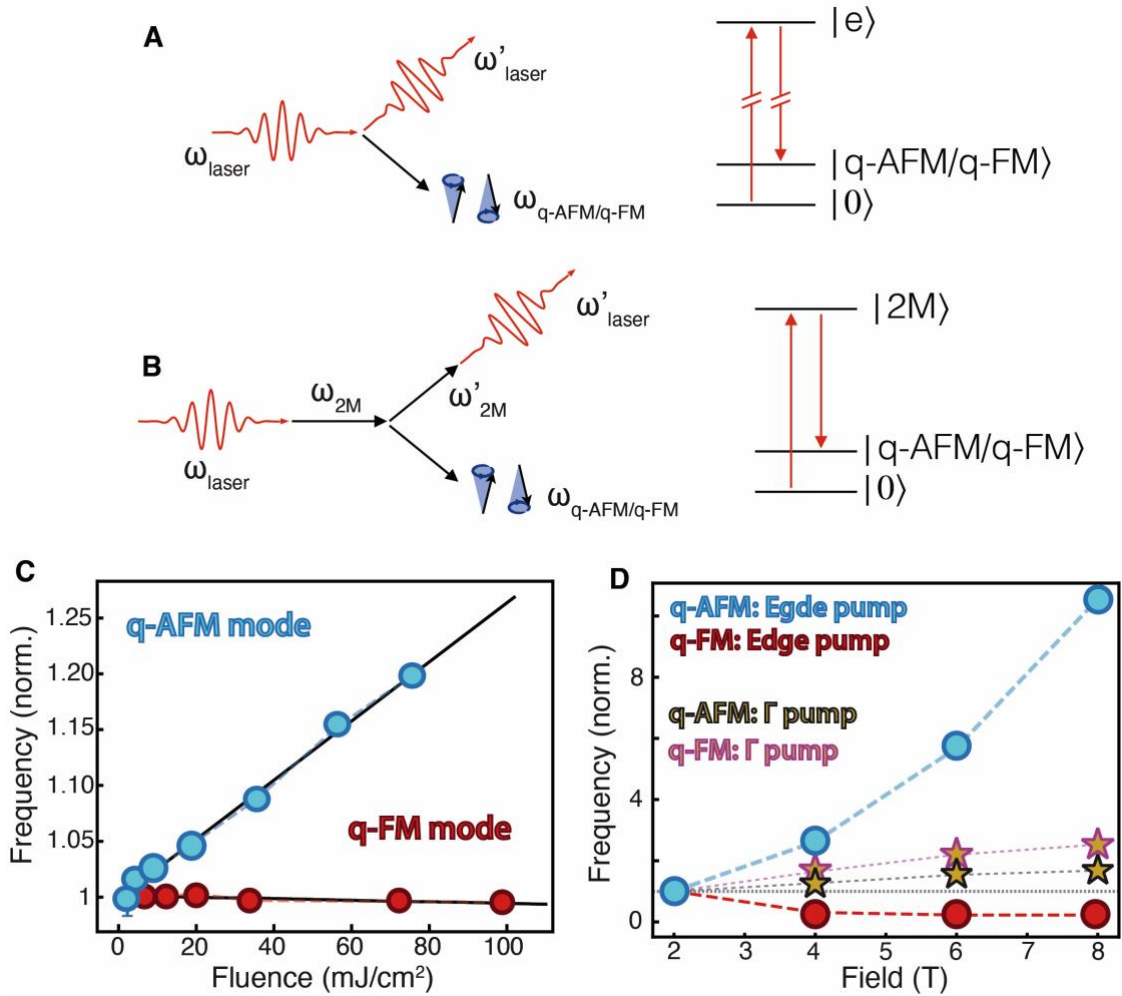 A
ω'laser
|e⟩
ωlaser
|q-AFM/q-FM⟩
ωq-AFM/q-FM
|0⟩
B
ω'laser
|2M⟩
ω2M
ω'2M
ωlaser
|q-AFM/q-FM⟩
ωq-AFM/q-FM
|0⟩
C
q-AFM mode
q-FM mode
Frequency (norm.)
1.25
1.20
1.15
1.10
1.05
1
0 20 40 60 80 100
Fluence (mJ/cm²)
D
q-AFM: Egde pump
q-FM: Edge pump
q-AFM: Γ pump
q-FM: Γ pump
Frequency (norm.)
8
4
0
2 3 4 5 6 7 8
Field (T)